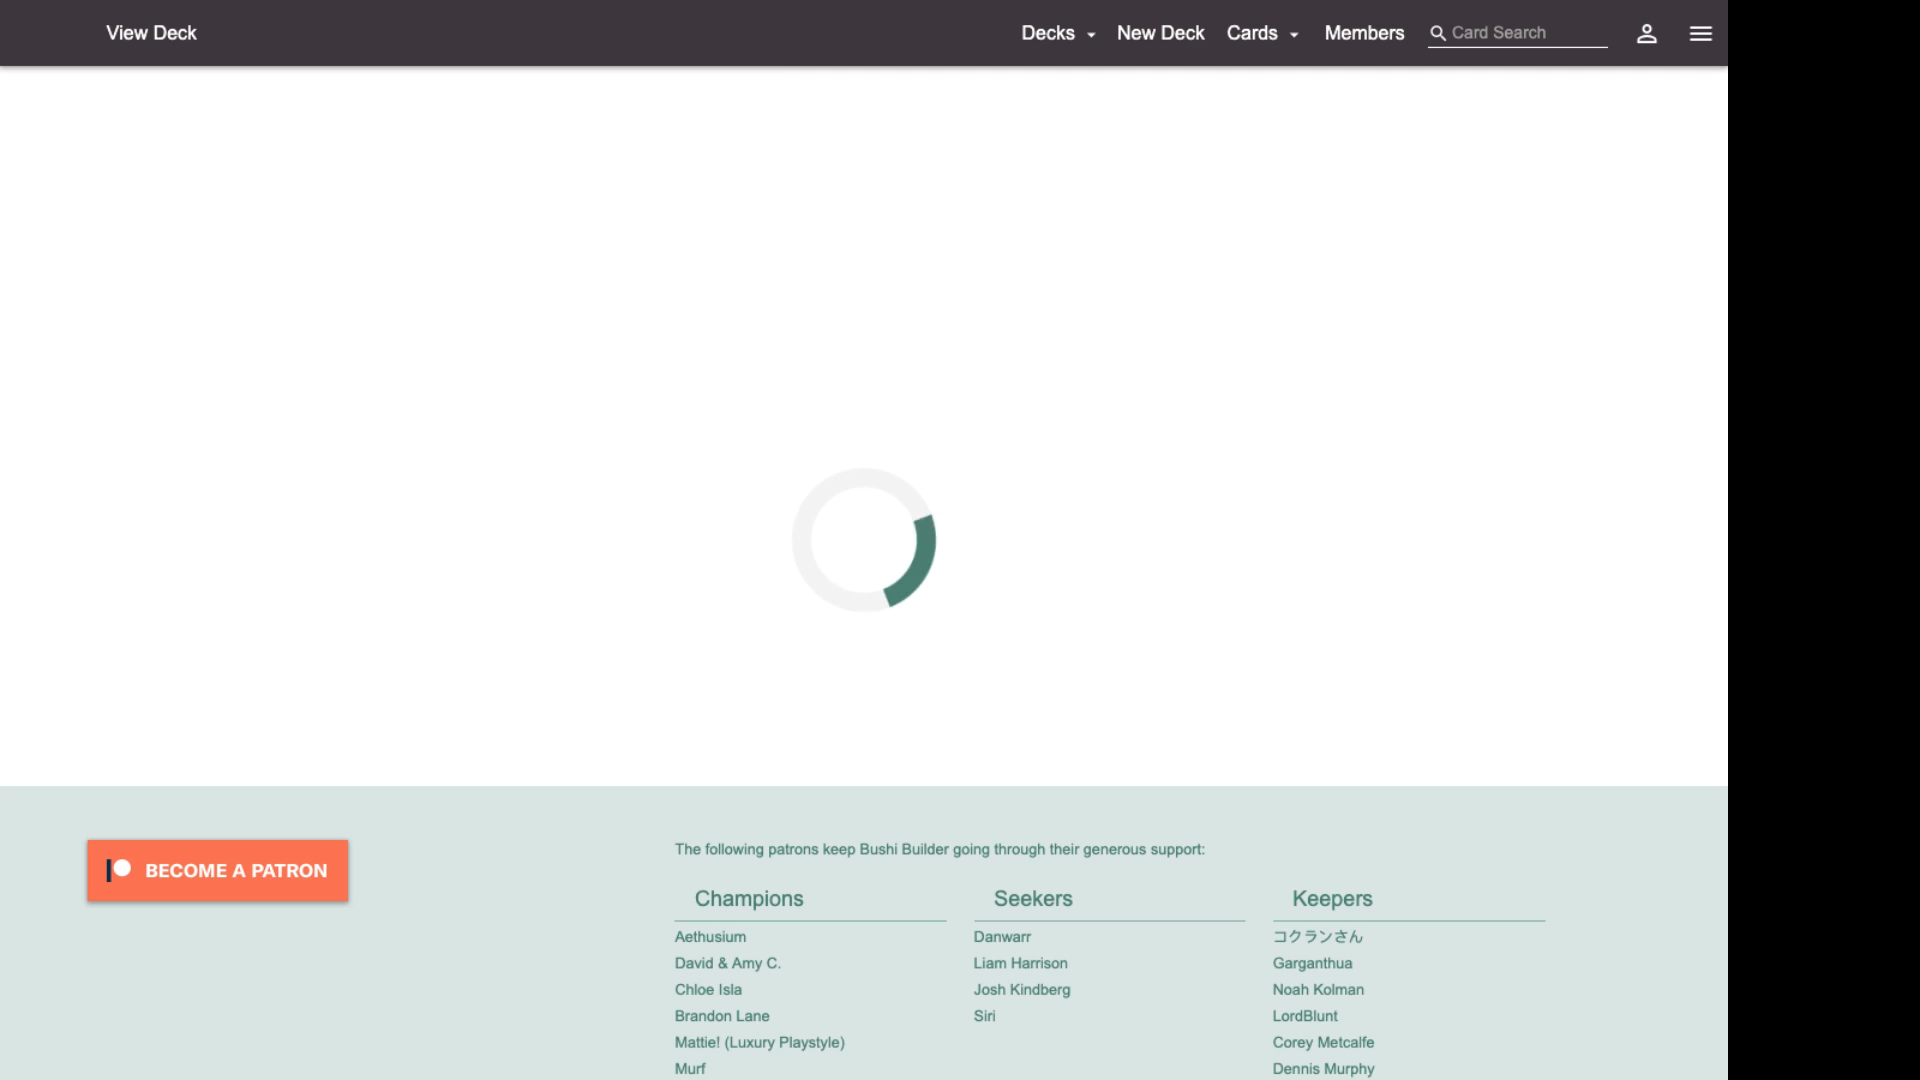 View Deck
Decks
New Deck
Cards
Members
Card Search
BECOME A PATRON
The following patrons keep Bushi Builder going through their generous support:
Champions
Aethusium
David & Amy C.
Chloe Isla
Brandon Lane
Mattie! (Luxury Playstyle)
Murf
Seekers
Danwarr
Liam Harrison
Josh Kindberg
Siri
Keepers
コクランさん
Garganthua
Noah Kolman
LordBlunt
Corey Metcalfe
Dennis Murphy